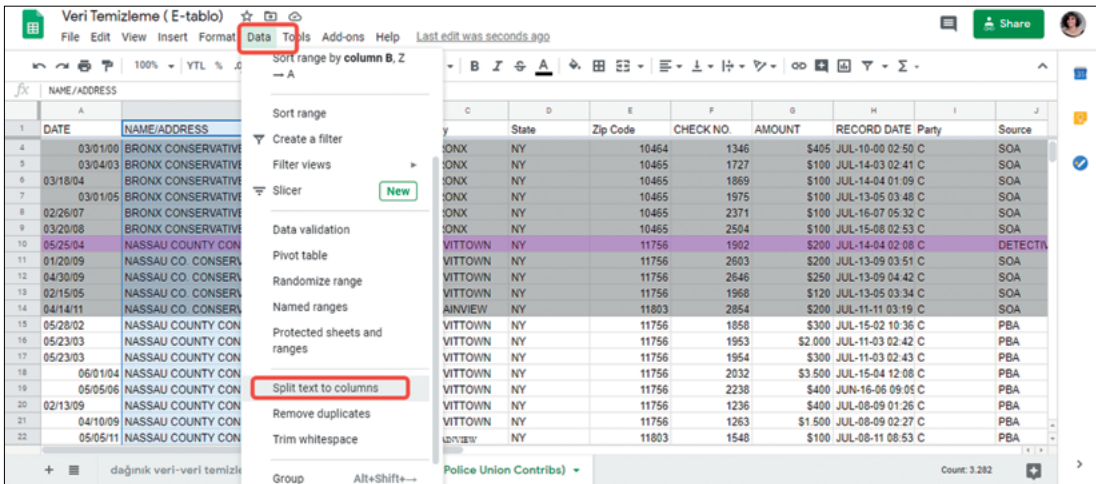 Veri Temizleme ( E-tablo)
Share
File Edit View Insert Format Data Tools Add-ons Help Last edit was seconds ago
100% YTL % B I S A
fx NAME/ADDRESS
Sort range by column B, Z → A
Sort range
Create a filter
Filter views
Slicer New
Data validation
Pivot table
Randomize range
Named ranges
Protected sheets and ranges
Split text to columns
Remove duplicates
Trim whitespace
Group Alt+Shift+→
A C D E F G H I J
1 DATE NAME/ADDRESS y State Zip Code CHECK NO. AMOUNT RECORD DATE Party Source
4 03/01/00 BRONX CONSERVATIVE RONX NY 10464 1346 $405 JUL-10-00 02:50 C SOA
5 03/04/03 BRONX CONSERVATIVE RONX NY 10465 1727 $100 JUL-14-03 02:41 C SOA
6 03/18/04 BRONX CONSERVATIVE RONX NY 10465 1869 $100 JUL-14-04 01:09 C SOA
7 03/01/05 BRONX CONSERVATIVE RONX NY 10465 1975 $100 JUL-13-05 03:48 C SOA
8 02/26/07 BRONX CONSERVATIVE RONX NY 10465 2371 $100 JUL-16-07 05:32 C SOA
9 03/20/08 BRONX CONSERVATIVE RONX NY 10465 2504 $100 JUL-15-08 02:53 C SOA
10 05/25/04 NASSAU COUNTY CON VITTOWN NY 11756 1902 $200 JUL-14-04 02:08 C DETECTIV
11 01/20/09 NASSAU CO. CONSERV VITTOWN NY 11756 2603 $200 JUL-13-09 03:51 C SOA
12 04/30/09 NASSAU CO. CONSERV VITTOWN NY 11756 2646 $250 JUL-13-09 04:42 C SOA
13 02/15/05 NASSAU CO. CONSERV VITTOWN NY 11756 1968 $120 JUL-13-05 03:34 C SOA
14 04/14/11 NASSAU CO. CONSERV AINVIEW NY 11803 2854 $200 JUL-11-11 03:19 C SOA
15 05/28/02 NASSAU COUNTY CON VITTOWN NY 11756 1858 $300 JUL-15-02 10:36 C PBA
16 05/23/03 NASSAU COUNTY CON VITTOWN NY 11756 1953 $2.000 JUL-11-03 02:42 C PBA
17 05/23/03 NASSAU COUNTY CON VITTOWN NY 11756 1954 $300 JUL-11-03 02:43 C PBA
18 06/01/04 NASSAU COUNTY CON VITTOWN NY 11756 2032 $3.500 JUL-15-04 12:08 C PBA
19 05/05/06 NASSAU COUNTY CON VITTOWN NY 11756 2238 $400 JUN-16-06 09:05 C PBA
20 02/13/09 NASSAU COUNTY CON VITTOWN NY 11756 1236 $400 JUL-08-09 01:26 C PBA
21 04/10/09 NASSAU COUNTY CON VITTOWN NY 11756 1263 $1.500 JUL-08-09 02:27 C PBA
22 05/05/11 NASSAU COUNTY CON AINVIEW NY 11803 1548 $100 JUL-08-11 08:53 C PBA
dağınık veri-veri temizle Police Union Contribs) Count: 3.282